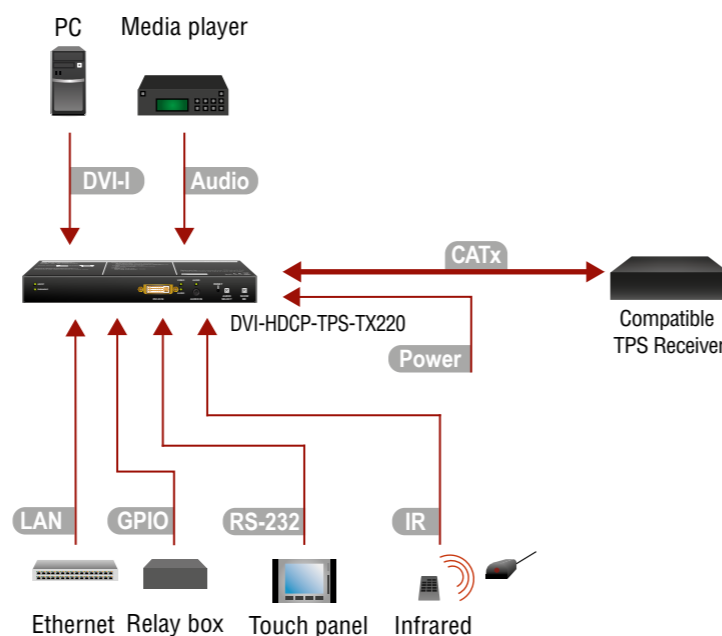 PC Media player
DVI-I Audio
CATx
DVI-HDCP-TPS-TX220
Compatible
TPS Receiver
Power
LAN GPIO RS-232 IR
Ethernet Relay box Touch panel Infrared